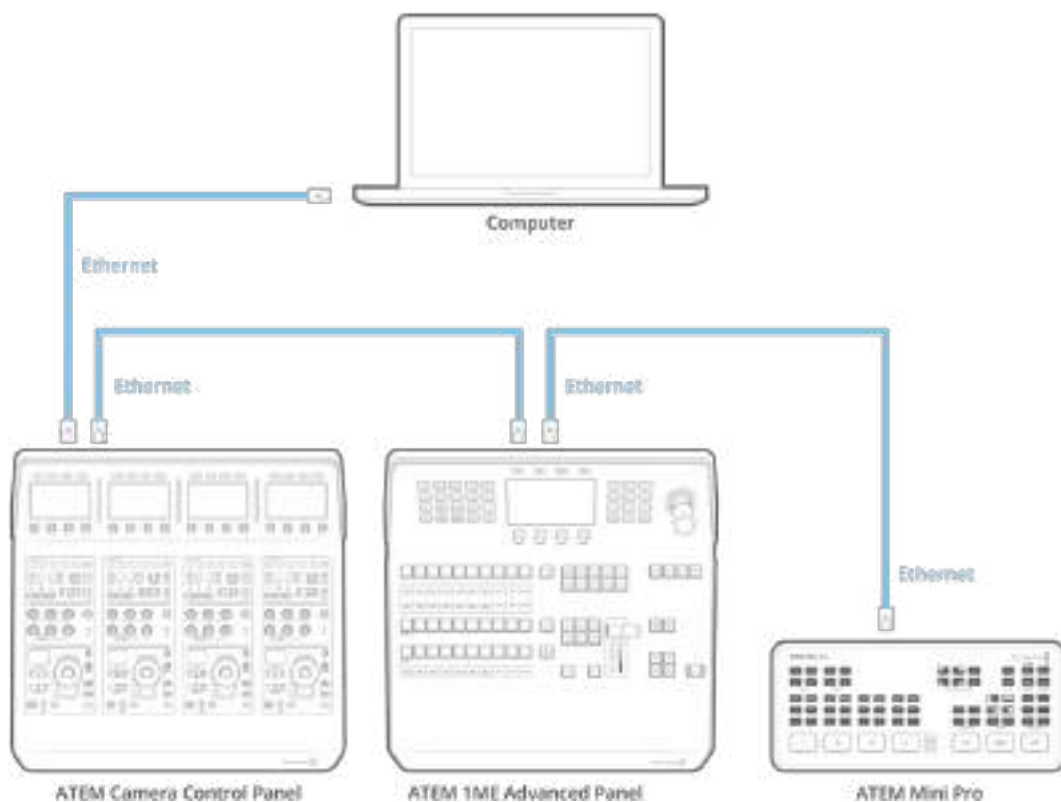 Computer
Ethernet
Ethernet
Ethernet
Ethernet
ATEM Camera Control Panel
ATEM 1ME Advanced Panel
ATEM Mini Pro